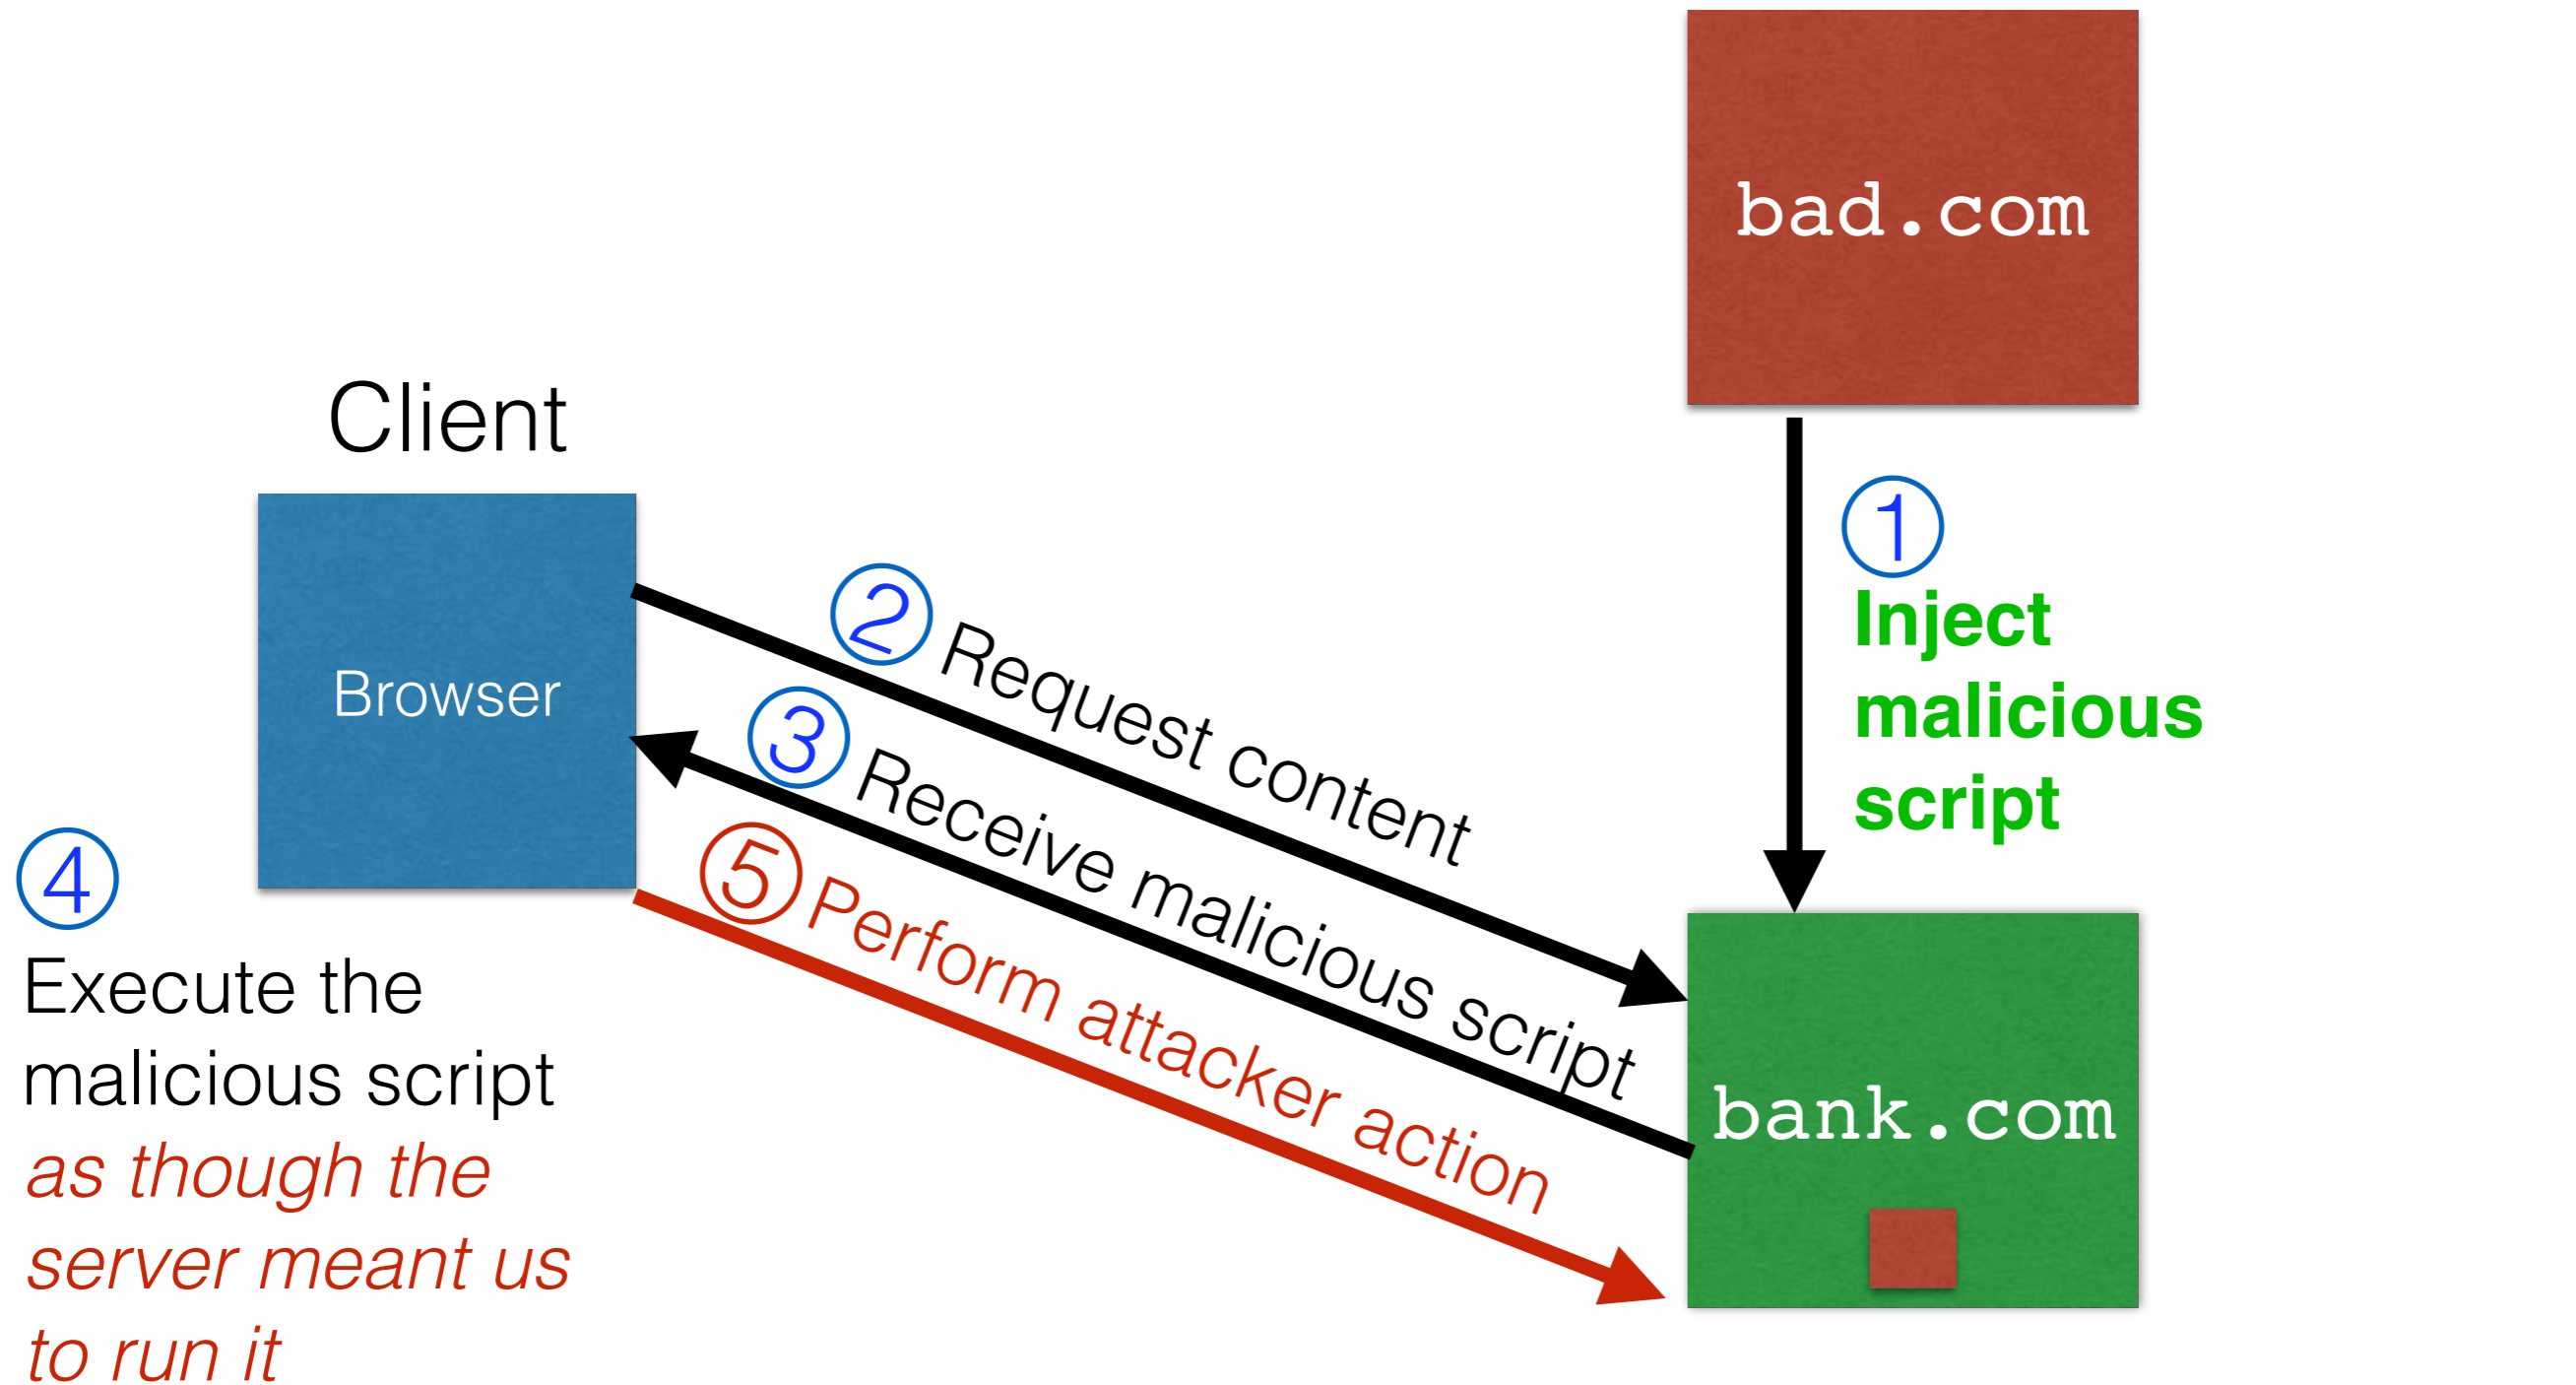 bad.com
Client
1
Inject
malicious
script
Browser
2 Request content
3 Receive malicious script
4
Execute the
malicious script
as though the
server meant us
to run it
5 Perform attacker action
bank.com